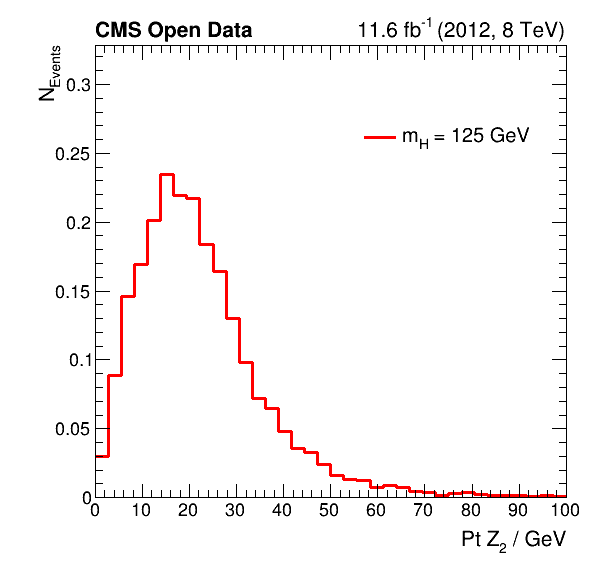 CMS Open Data
11.6 fb⁻¹ (2012, 8 TeV)
N_Events
0.3
0.25
0.2
0.15
0.1
0.05
0
m_H = 125 GeV
0 10 20 30 40 50 60 70 80 90 100
Pt Z₂ / GeV